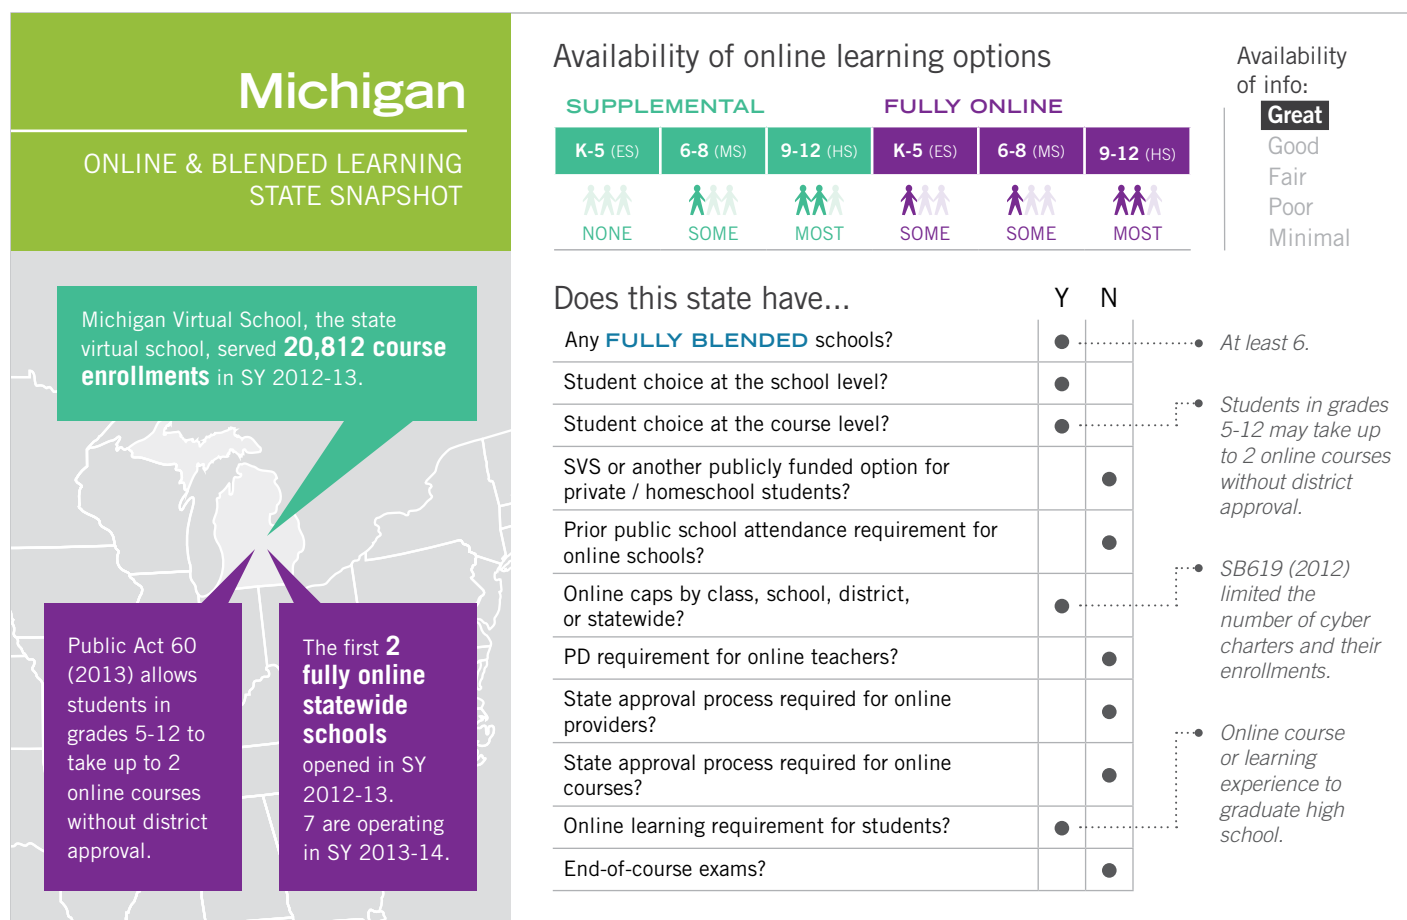 Michigan
ONLINE & BLENDED LEARNING
STATE SNAPSHOT
Michigan Virtual School, the state
virtual school, served 20,812 course
enrollments in SY 2012-13.
Public Act 60
(2013) allows
students in
grades 5-12 to
take up to 2
online courses
without district
approval.
The first 2
fully online
statewide
schools
opened in SY
2012-13.
7 are operating
in SY 2013-14.
Availability of online learning options
SUPPLEMENTAL FULLY ONLINE
K-5 (ES) 6-8 (MS) 9-12 (HS) K-5 (ES) 6-8 (MS) 9-12 (HS)
NONE SOME MOST SOME SOME MOST
Availability
of info:
Great
Good
Fair
Poor
Minimal
Does this state have... Y N
Any FULLY BLENDED schools?
At least 6.
Student choice at the school level?
Student choice at the course level?
Students in grades
5-12 may take up
to 2 online courses
without district
approval.
SVS or another publicly funded option for
private / homeschool students?
Prior public school attendance requirement for
online schools?
Online caps by class, school, district,
or statewide?
SB619 (2012)
limited the
number of cyber
charters and their
enrollments.
PD requirement for online teachers?
State approval process required for online
providers?
State approval process required for online
courses?
Online learning requirement for students?
Online course
or learning
experience to
graduate high
school.
End-of-course exams?